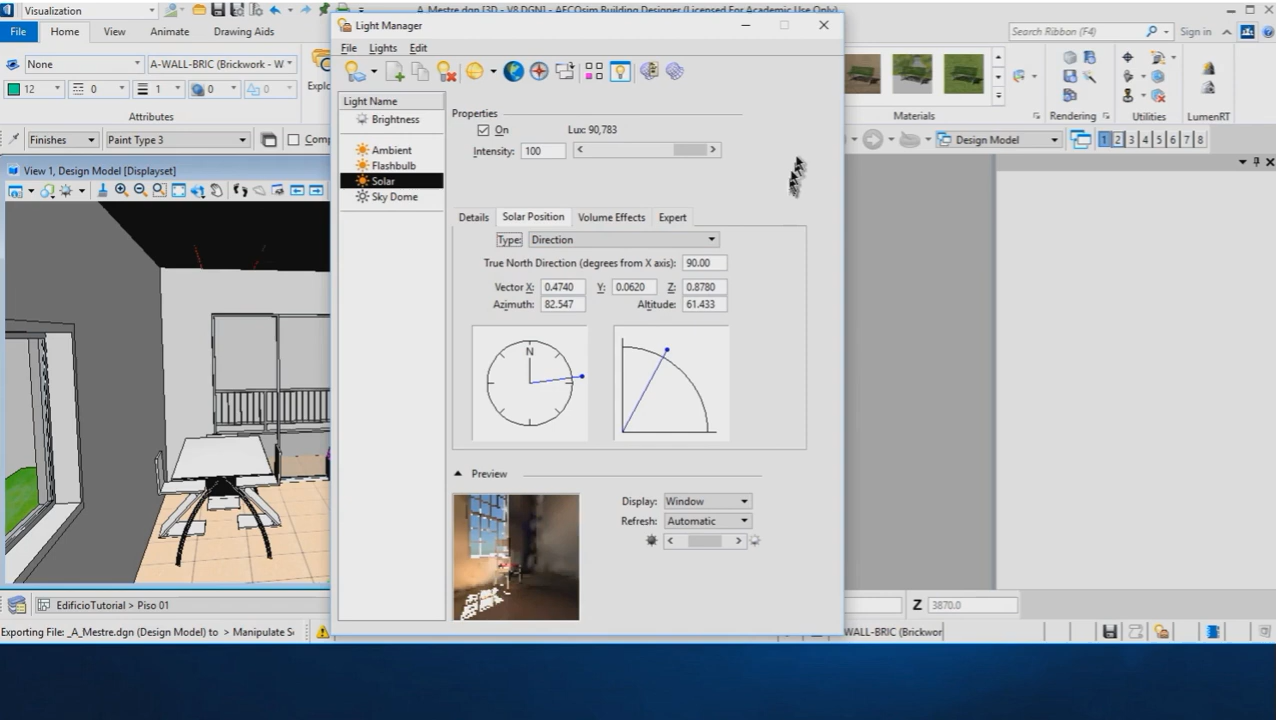 Visualization
_A_Mestre.dgn [3D - V8 DGN] - AECOsim Building Designer (Licensed For Academic Use Only)
File Home View Animate Drawing Aids
Search Ribbon (F4) Sign in
None A-WALL-BRIC (Brickwork - W
12 0 1 0 0
Explo
Attributes
Materials Rendering Utilities LumenRT
Finishes Paint Type 3 Comp
Design Model 1 2 3 4 5 6 7 8
View 1, Design Model [Displayset]
Light Manager
File Lights Edit
Light Name
Brightness
Ambient
Flashbulb
Solar
Sky Dome
Properties
On Lux: 90,783
Intensity: 100
Details Solar Position Volume Effects Expert
Type: Direction
True North Direction (degrees from X axis): 90.00
Vector X: 0.4740 Y: 0.0620 Z: 0.8780
Azimuth: 82.547 Altitude: 61.433
N
Preview
Display: Window
Refresh: Automatic
EdificioTutorial > Piso 01
Z 3870.0
Exporting File: _A_Mestre.dgn (Design Model) to > Manipulate Se
WALL-BRIC (Brickwor